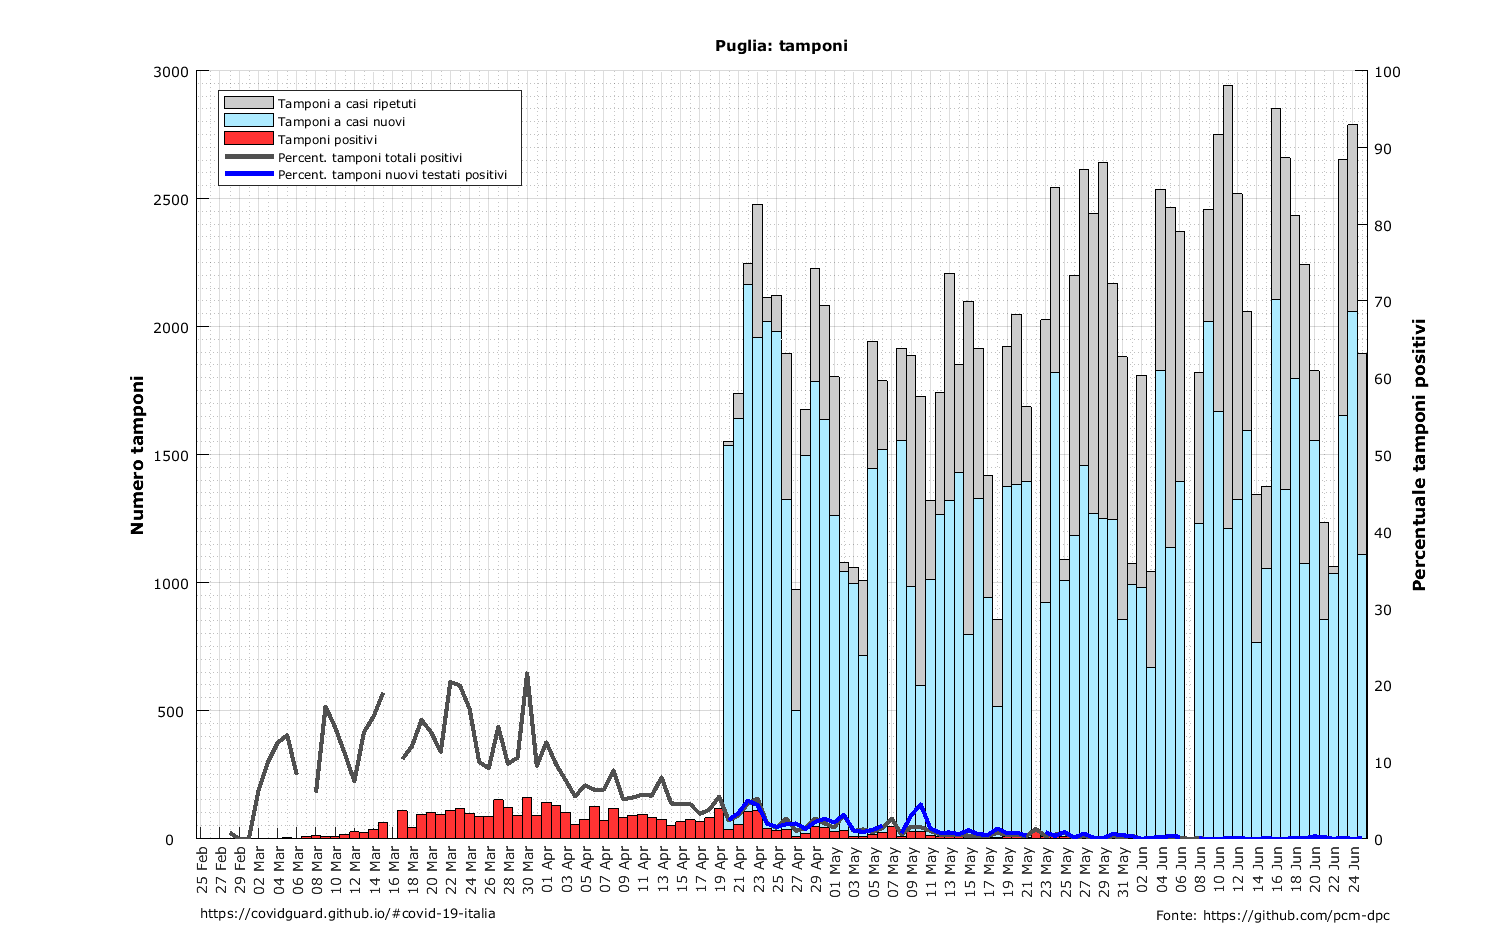 Puglia: tamponi
Tamponi a casi ripetuti
Tamponi a casi nuovi
Tamponi positivi
Percent. tamponi totali positivi
Percent. tamponi nuovi testati positivi
Numero tamponi
3000
2500
2000
1500
1000
500
0
Percentuale tamponi positivi
100
90
80
70
60
50
40
30
20
10
0
25 Feb
27 Feb
29 Feb
02 Mar
04 Mar
06 Mar
08 Mar
10 Mar
12 Mar
14 Mar
16 Mar
18 Mar
20 Mar
22 Mar
24 Mar
26 Mar
28 Mar
30 Mar
01 Apr
03 Apr
05 Apr
07 Apr
09 Apr
11 Apr
13 Apr
15 Apr
17 Apr
19 Apr
21 Apr
23 Apr
25 Apr
27 Apr
29 Apr
01 May
03 May
05 May
07 May
09 May
11 May
13 May
15 May
17 May
19 May
21 May
23 May
25 May
27 May
29 May
31 May
02 Jun
04 Jun
06 Jun
08 Jun
10 Jun
12 Jun
14 Jun
16 Jun
18 Jun
20 Jun
22 Jun
24 Jun
https://covidguard.github.io/#covid-19-italia
Fonte: https://github.com/pcm-dpc